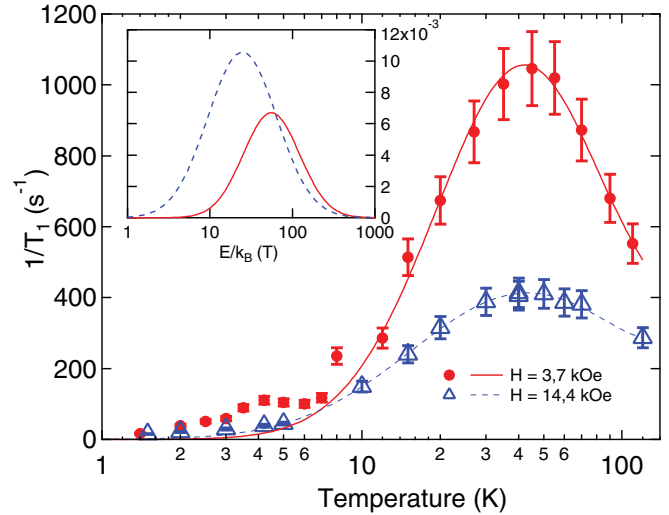 12x10⁻³
10
8
6
4
2
0
1 10 100 1000
E/k_B (T)
1200
1000
800
600
400
200
0
1/T₁ (s⁻¹)
H = 3,7 kOe
H = 14,4 kOe
1 2 3 4 5 6 10 2 3 4 5 6 100
Temperature (K)